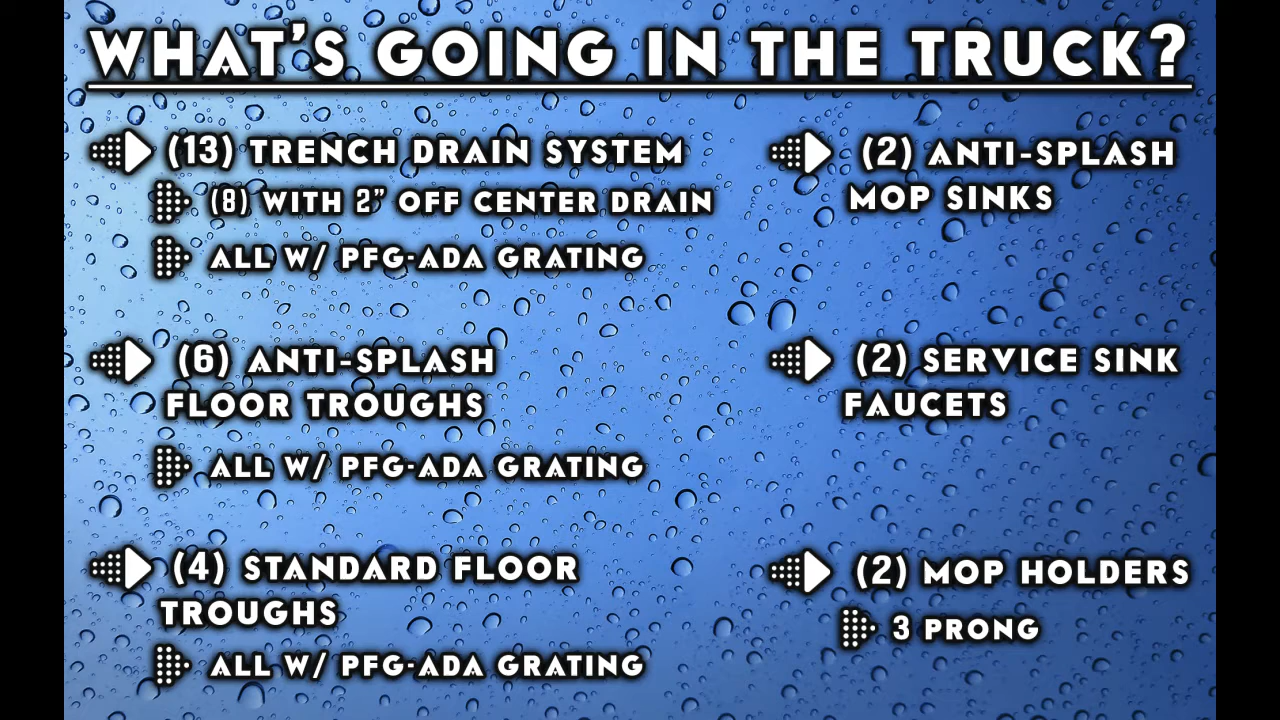 WHAT'S GOING IN THE TRUCK?
(13) TRENCH DRAIN SYSTEM
(8) WITH 2" OFF CENTER DRAIN
ALL W/ PFG-ADA GRATING
(6) ANTI-SPLASH
FLOOR TROUGHS
ALL W/ PFG-ADA GRATING
(4) STANDARD FLOOR
TROUGHS
ALL W/ PFG-ADA GRATING
(2) ANTI-SPLASH
MOP SINKS
(2) SERVICE SINK
FAUCETS
(2) MOP HOLDERS
3 PRONG